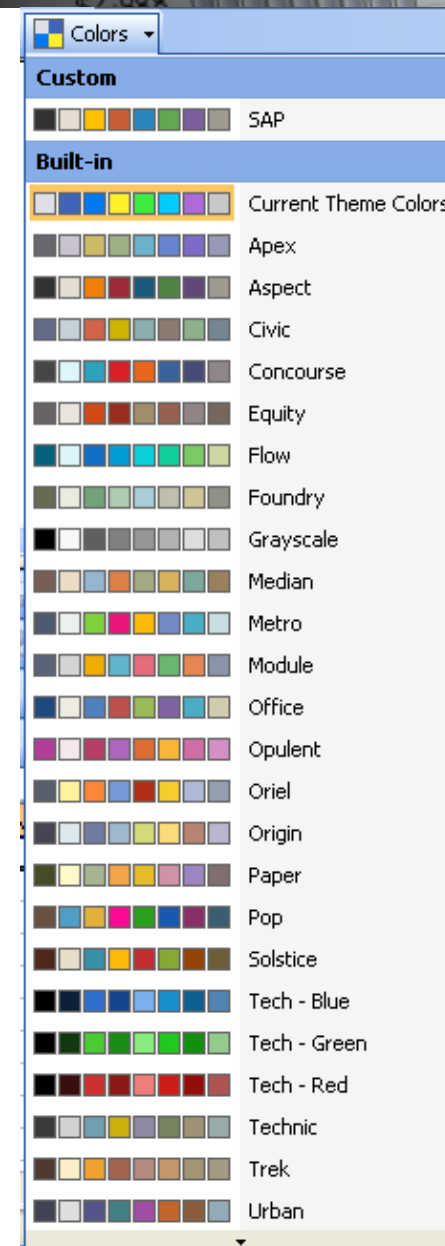 Colors
Custom
SAP
Built-in
Current Theme Colors
Apex
Aspect
Civic
Concourse
Equity
Flow
Foundry
Grayscale
Median
Metro
Module
Office
Opulent
Oriel
Origin
Paper
Pop
Solstice
Tech - Blue
Tech - Green
Tech - Red
Technic
Trek
Urban